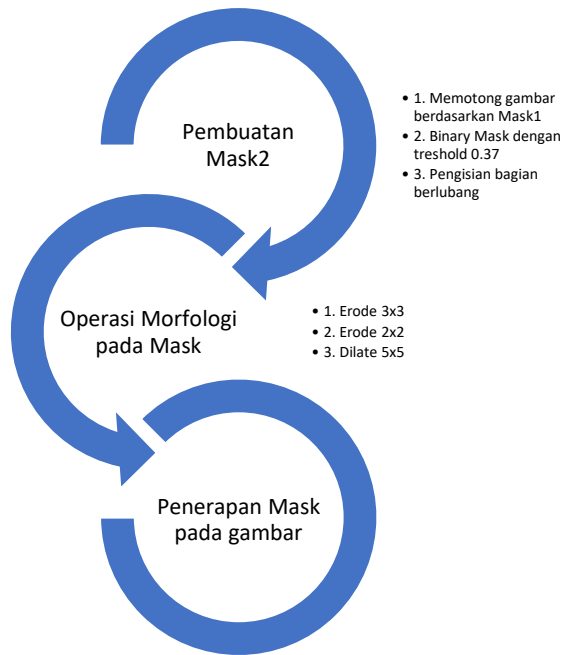 Pembuatan
Mask2
• 1. Memotong gambar
berdasarkan Mask1
• 2. Binary Mask dengan
treshold 0.37
• 3. Pengisian bagian
berlubang
Operasi Morfologi
pada Mask
• 1. Erode 3x3
• 2. Erode 2x2
• 3. Dilate 5x5
Penerapan Mask
pada gambar